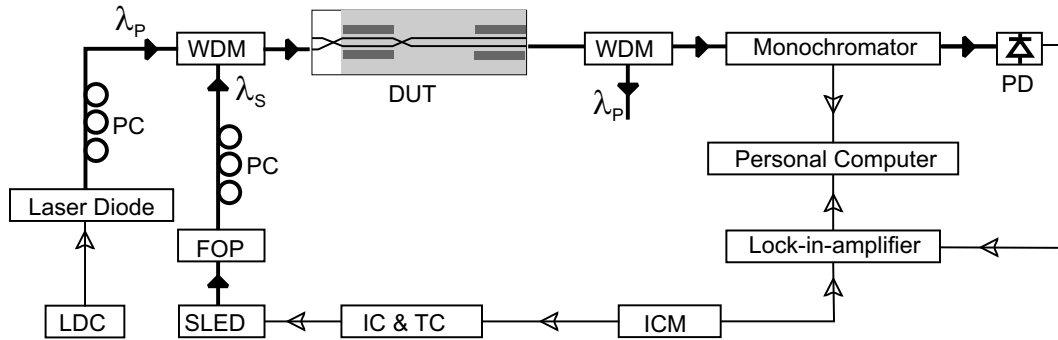 λP
WDM
WDM
Monochromator
DUT
λS
λP
PD
PC
PC
Personal Computer
Laser Diode
FOP
Lock-in-amplifier
LDC
SLED
IC & TC
ICM